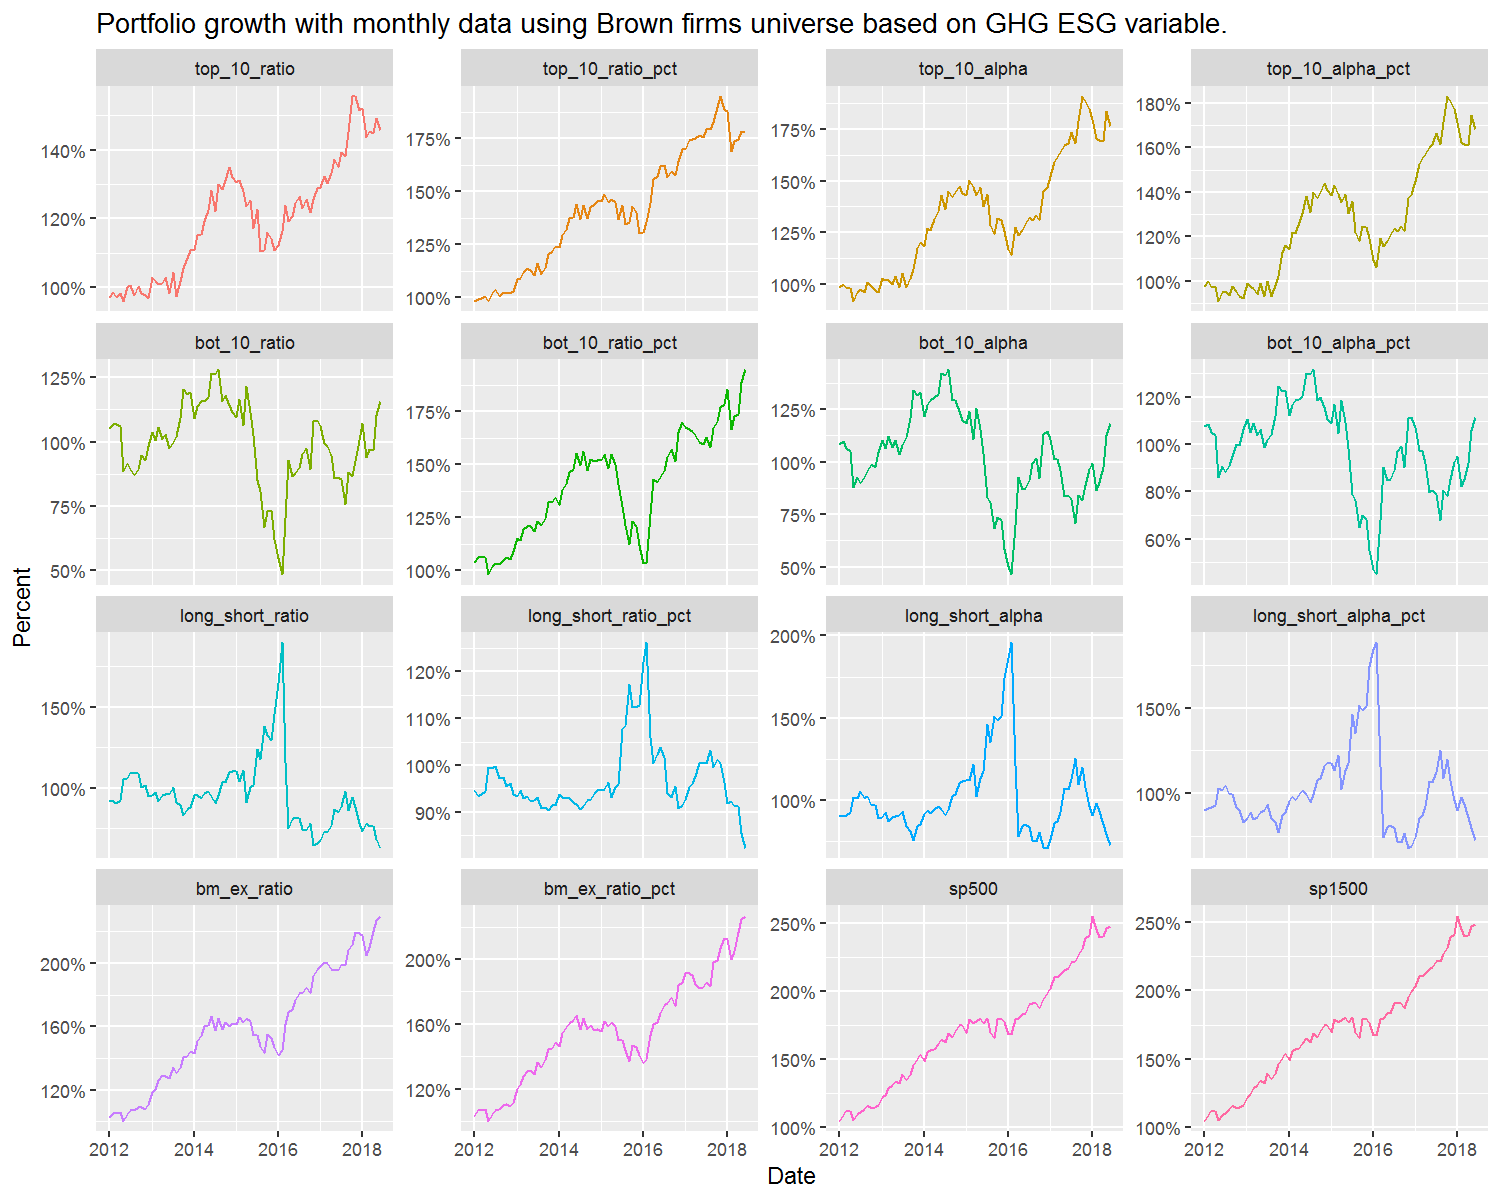 Portfolio growth with monthly data using Brown firms universe based on GHG ESG variable.
top_10_ratio
top_10_ratio_pct
top_10_alpha
top_10_alpha_pct
140%
120%
100%
175%
150%
125%
100%
175%
150%
125%
100%
180%
160%
140%
120%
100%
bot_10_ratio
bot_10_ratio_pct
bot_10_alpha
bot_10_alpha_pct
125%
100%
75%
50%
175%
150%
125%
100%
125%
100%
75%
50%
120%
100%
80%
60%
Percent
long_short_ratio
long_short_ratio_pct
long_short_alpha
long_short_alpha_pct
150%
100%
120%
110%
100%
90%
200%
150%
100%
150%
100%
bm_ex_ratio
bm_ex_ratio_pct
sp500
sp1500
200%
160%
120%
200%
160%
120%
250%
200%
150%
100%
250%
200%
150%
100%
2012 2014 2016 2018
2012 2014 2016 2018
2012 2014 2016 2018
2012 2014 2016 2018
Date